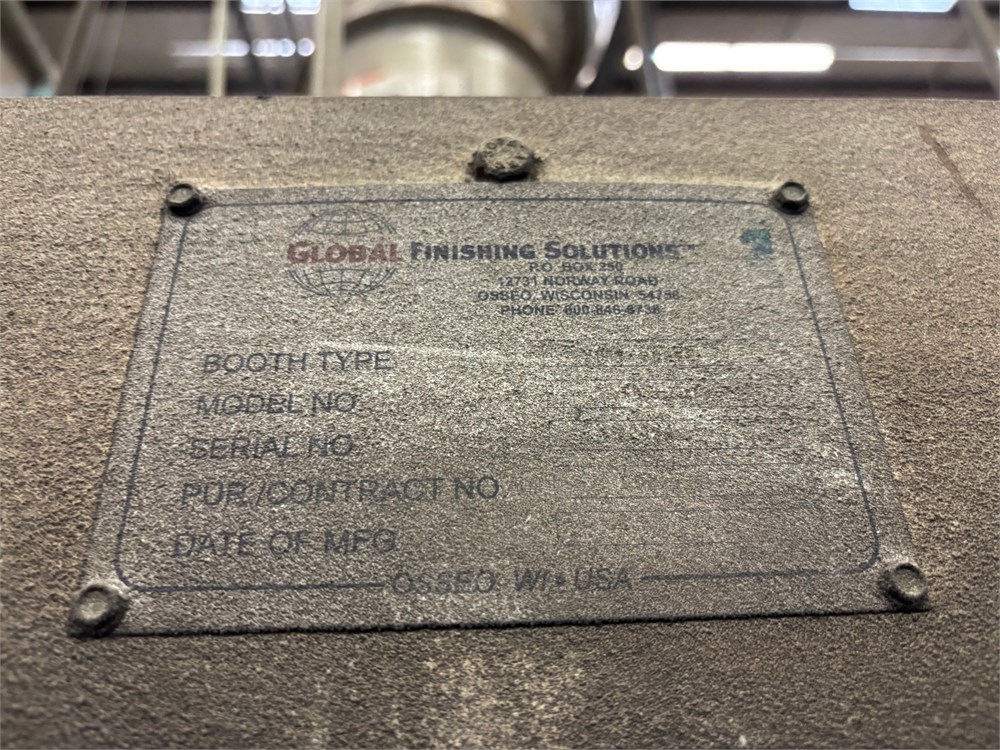 GLOBAL FINISHING SOLUTIONS
P.O. BOX 250
12731 NORWAY ROAD
OSSEO, WISCONSIN 54758
PHONE 800-848-8738
BOOTH TYPE
MODEL NO
SERIAL NO
PUR./CONTRACT NO
DATE OF MFG
OSSEO, WI • USA